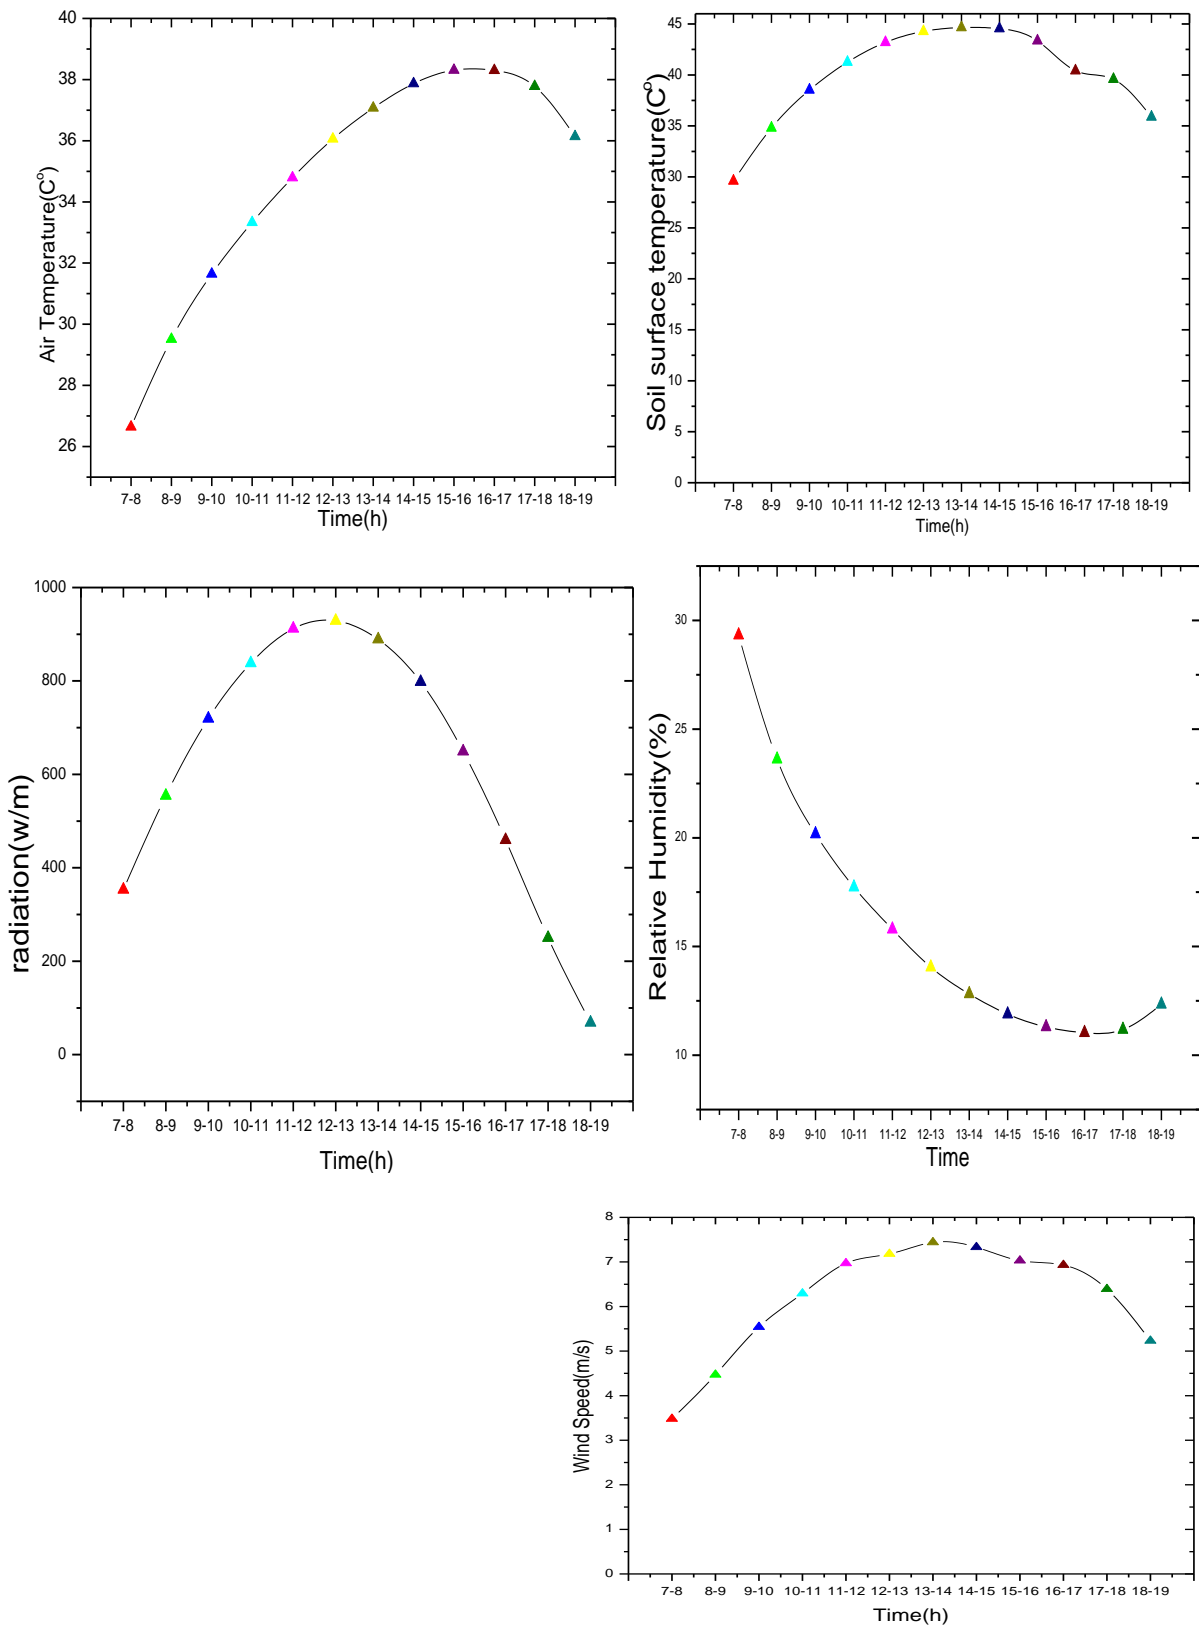 40
38
36
34
32
30
28
26
Air Temperature(C°)
7-8 8-9 9-10 10-11 11-12 12-13 13-14 14-15 15-16 16-17 17-18 18-19
Time(h)
45
40
35
30
25
20
15
10
5
0
Soil surface temperature(C°)
7-8 8-9 9-10 10-11 11-12 12-13 13-14 14-15 15-16 16-17 17-18 18-19
Time(h)
1000
800
600
400
200
0
radiation(w/m)
7-8 8-9 9-10 10-11 11-12 12-13 13-14 14-15 15-16 16-17 17-18 18-19
Time(h)
30
25
20
15
10
Relative Humidity(%)
7-8 8-9 9-10 10-11 11-12 12-13 13-14 14-15 15-16 16-17 17-18 18-19
Time
8
7
6
5
4
3
2
1
0
Wind Speed(m/s)
7-8 8-9 9-10 10-11 11-12 12-13 13-14 14-15 15-16 16-17 17-18 18-19
Time(h)